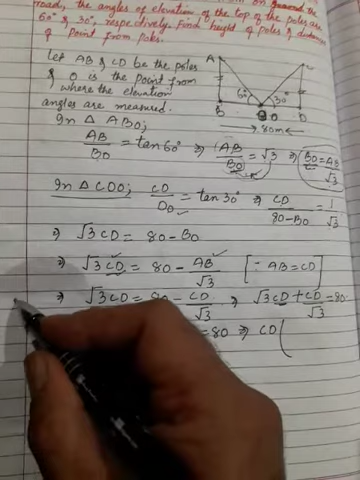 road, the angles of elevation of the top of the poles are
60° & 30°, respectively. Find height of poles & distances
of point from poles.
Let AB & CD be the poles
& O is the point from
where the elevation
angles are measured.
A C
60° 30°
B O D
80m
In Δ ABO;
AB/BO = tan 60° ⇒ AB/BO = √3 ⇒ BO = AB/√3
In Δ CDO; CD/DO = tan 30° ⇒ CD/80-BO = 1/√3
⇒ √3 CD = 80 - BO
⇒ √3 CD = 80 - AB/√3 [∵ AB = CD]
⇒ √3 CD = 80 - CD/√3 ⇒ √3 CD + CD/√3 = 80
= 80 ⇒ CD (